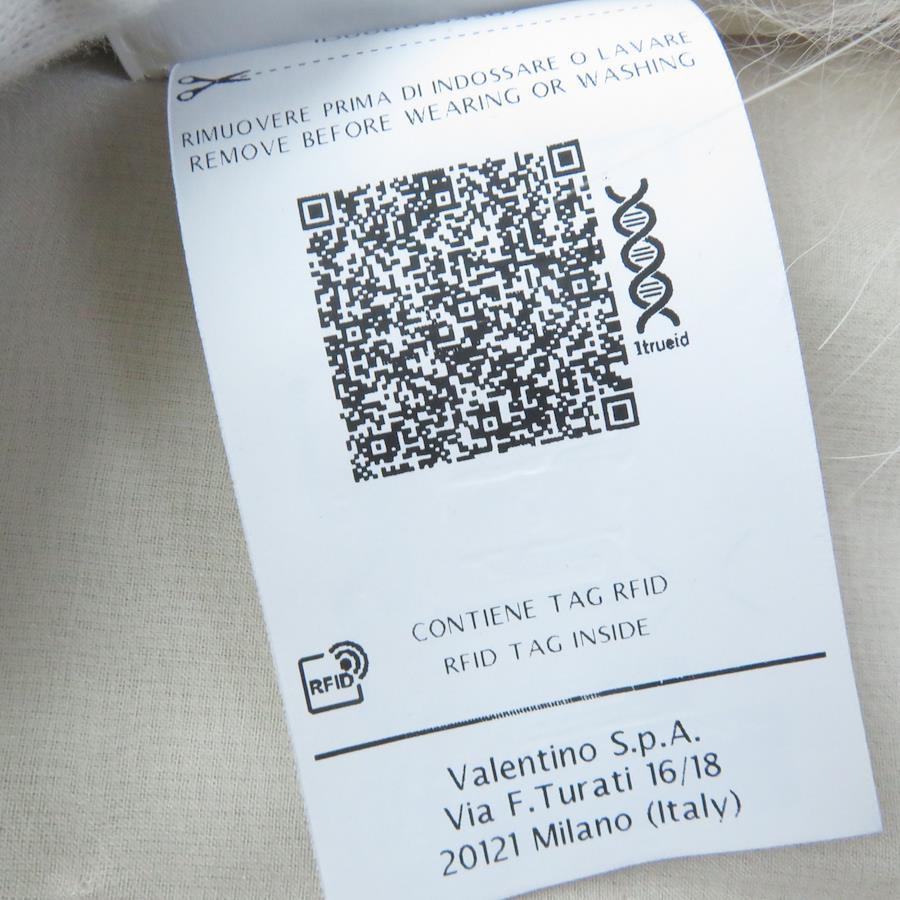 RIMUOVERE PRIMA DI INDOSSARE O LAVARE
REMOVE BEFORE WEARING OR WASHING
1trueid
CONTIENE TAG RFID
RFID TAG INSIDE
RFID
Valentino S.p.A.
Via F.Turati 16/18
20121 Milano (Italy)